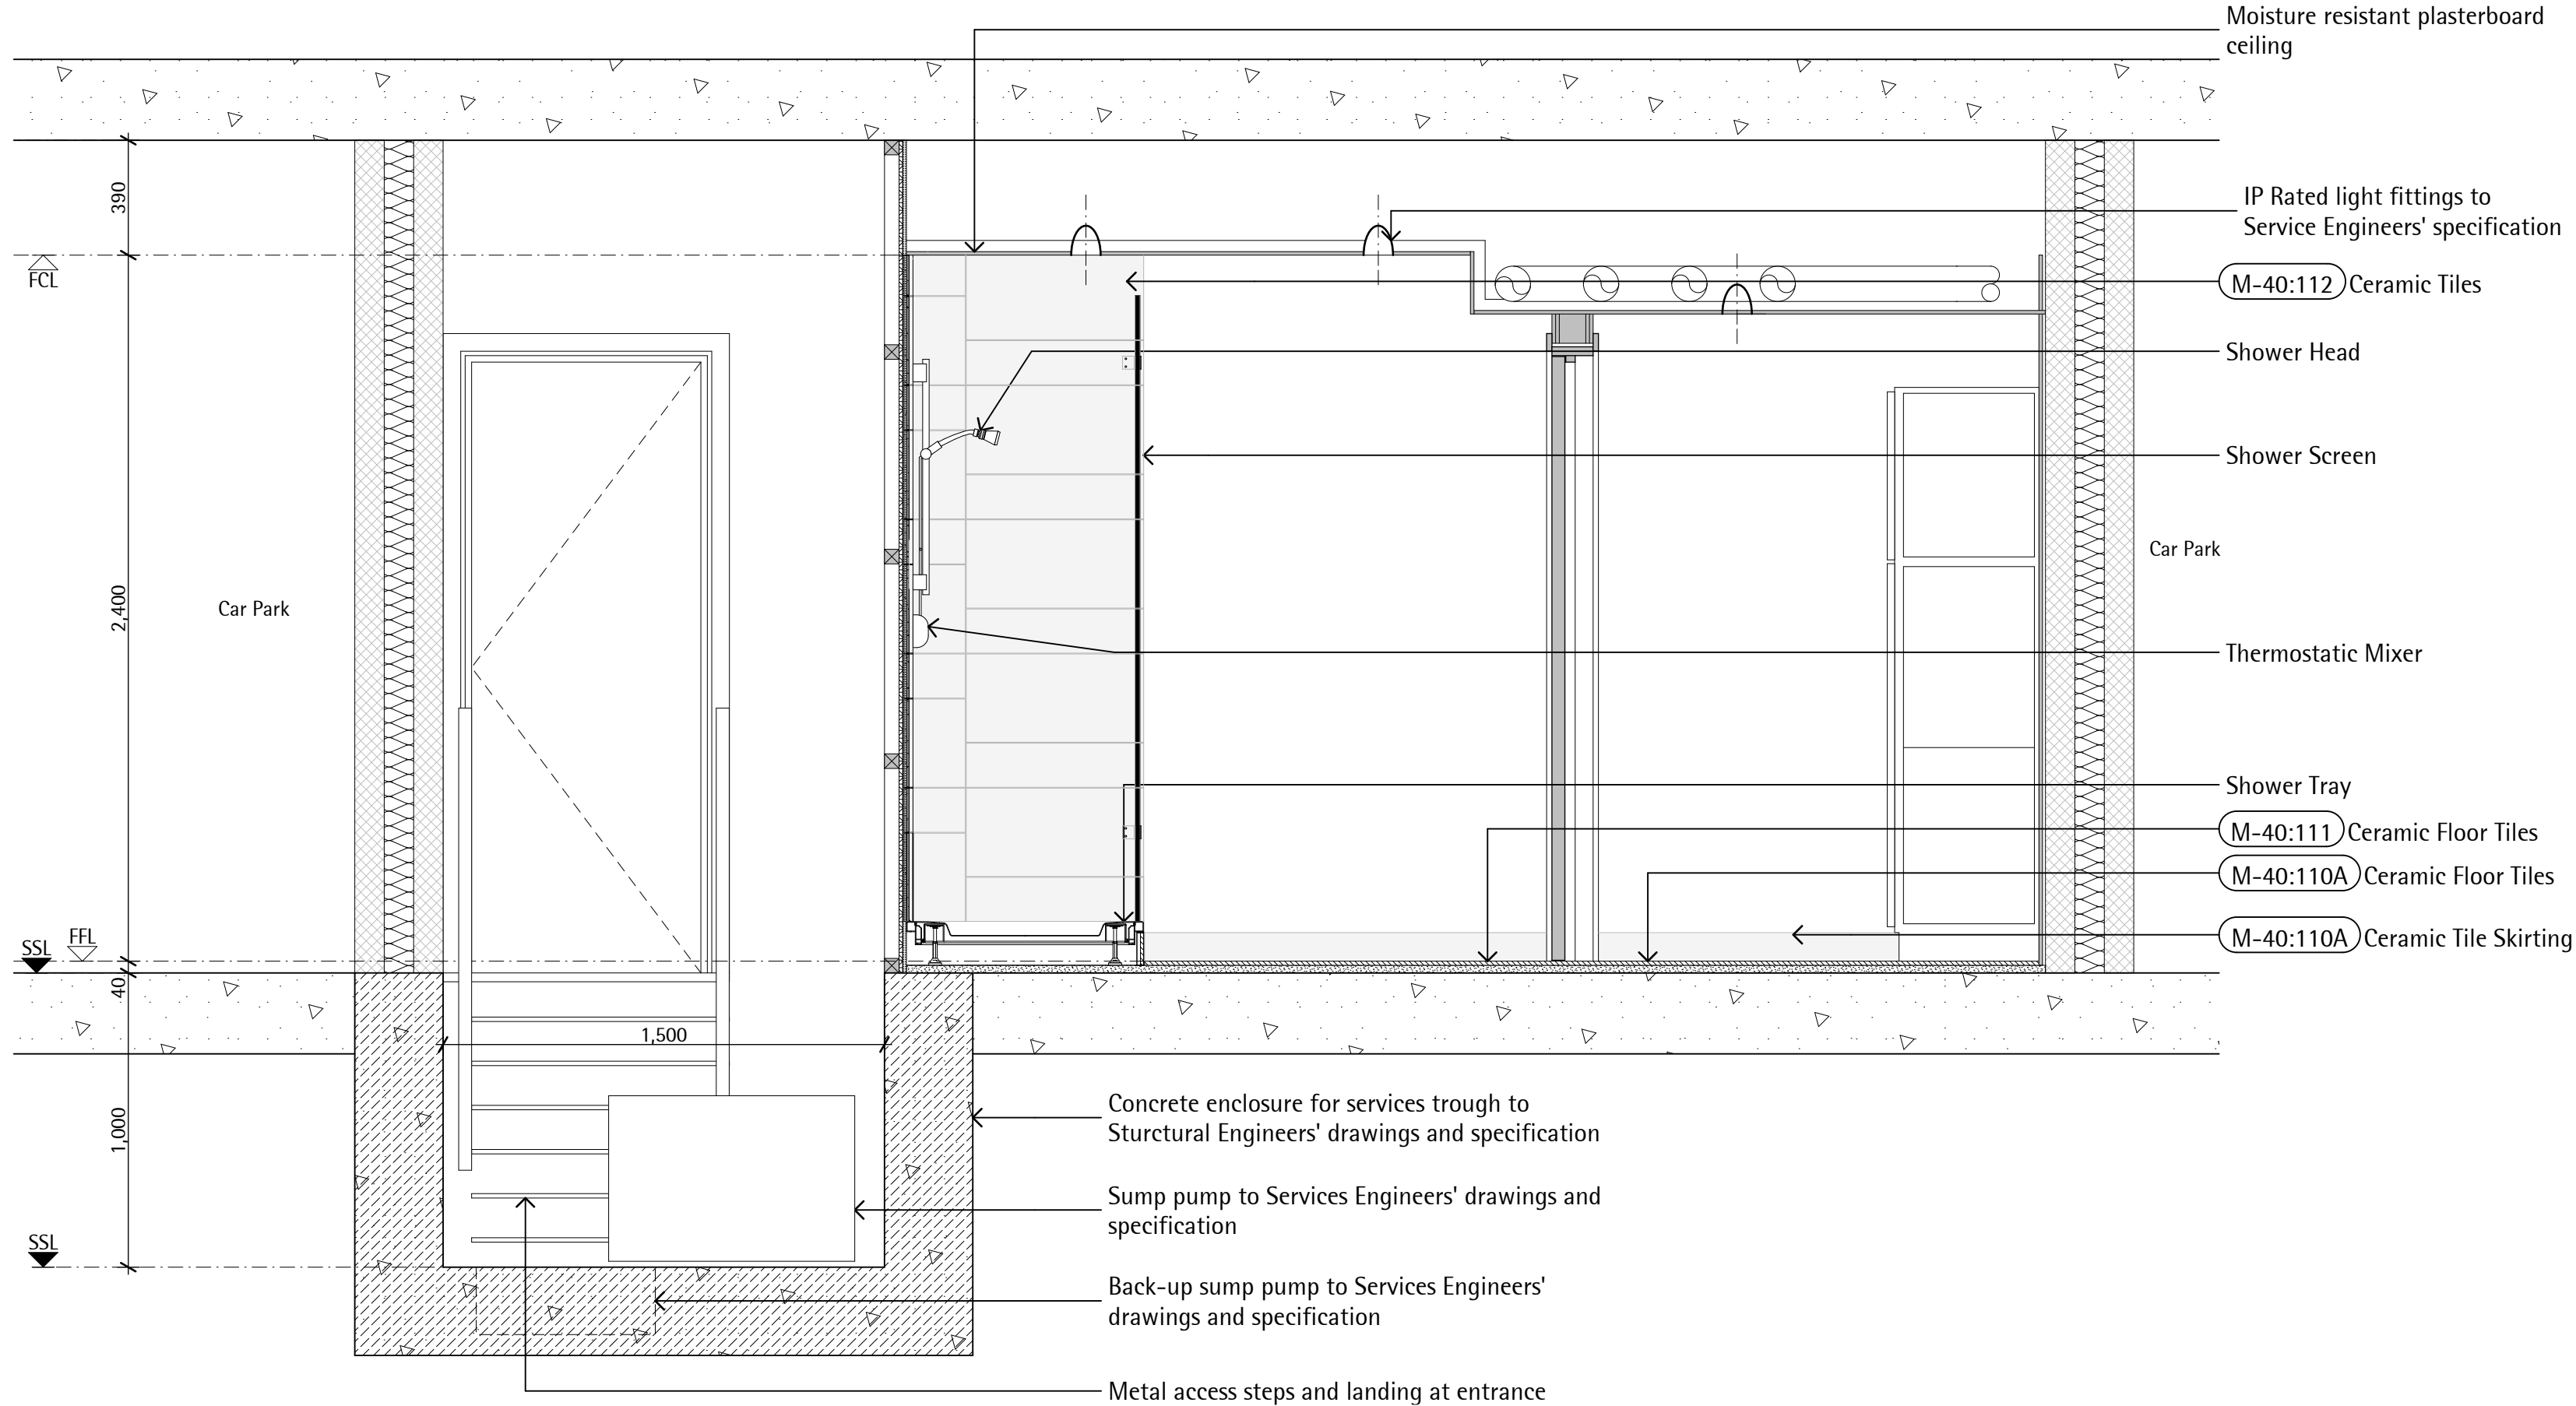 Moisture resistant plasterboard
ceiling
390
IP Rated light fittings to
Service Engineers' specification
FCL
M-40:112 Ceramic Tiles
Shower Head
Shower Screen
Car Park
2,400
Car Park
Thermostatic Mixer
Shower Tray
M-40:111 Ceramic Floor Tiles
M-40:110A Ceramic Floor Tiles
M-40:110A Ceramic Tile Skirting
SSL
FFL
40
1,500
1,000
Concrete enclosure for services trough to
Sturctural Engineers' drawings and specification
Sump pump to Services Engineers' drawings and
specification
SSL
Back-up sump pump to Services Engineers'
drawings and specification
Metal access steps and landing at entrance